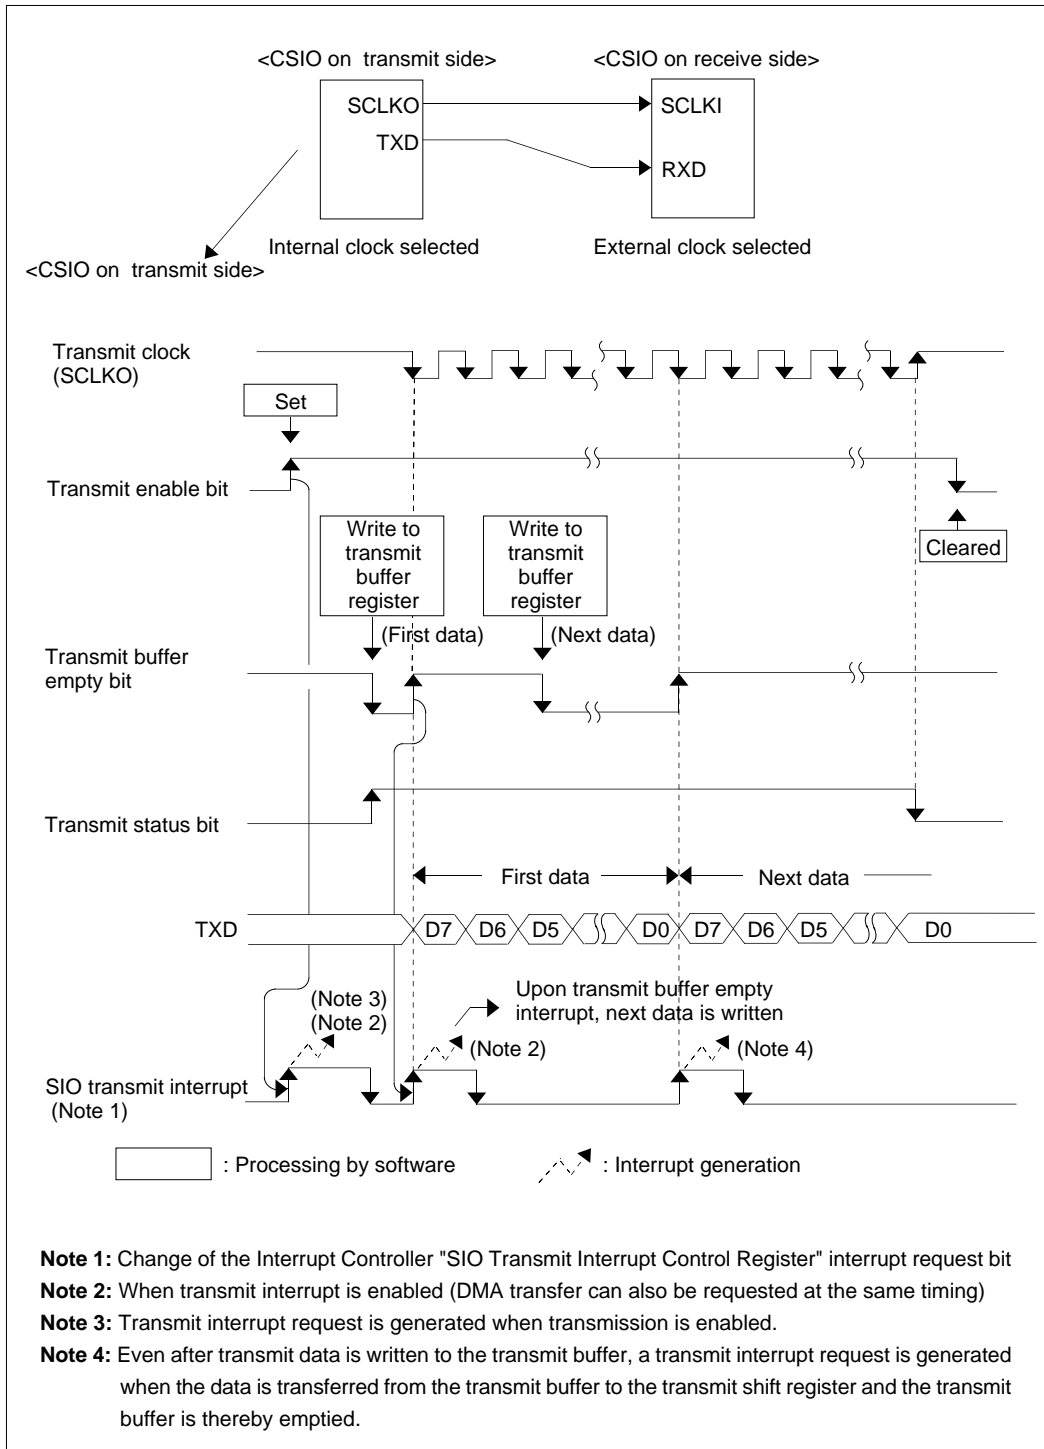 <CSIO on transmit side>
<CSIO on receive side>
SCLKO
SCLKI
TXD
RXD
Internal clock selected
External clock selected
<CSIO on transmit side>
Transmit clock
(SCLKO)
Set
Transmit enable bit
Write to
transmit
buffer
register
Write to
transmit
buffer
register
Cleared
(First data)
(Next data)
Transmit buffer
empty bit
Transmit status bit
First data
Next data
TXD
D7
D6
D5
D0
D7
D6
D5
D0
(Note 3)
(Note 2)
Upon transmit buffer empty
interrupt, next data is written
(Note 2)
(Note 4)
SIO transmit interrupt
(Note 1)
: Processing by software
: Interrupt generation
Note 1: Change of the Interrupt Controller "SIO Transmit Interrupt Control Register" interrupt request bit
Note 2: When transmit interrupt is enabled (DMA transfer can also be requested at the same timing)
Note 3: Transmit interrupt request is generated when transmission is enabled.
Note 4: Even after transmit data is written to the transmit buffer, a transmit interrupt request is generated
when the data is transferred from the transmit buffer to the transmit shift register and the transmit
buffer is thereby emptied.